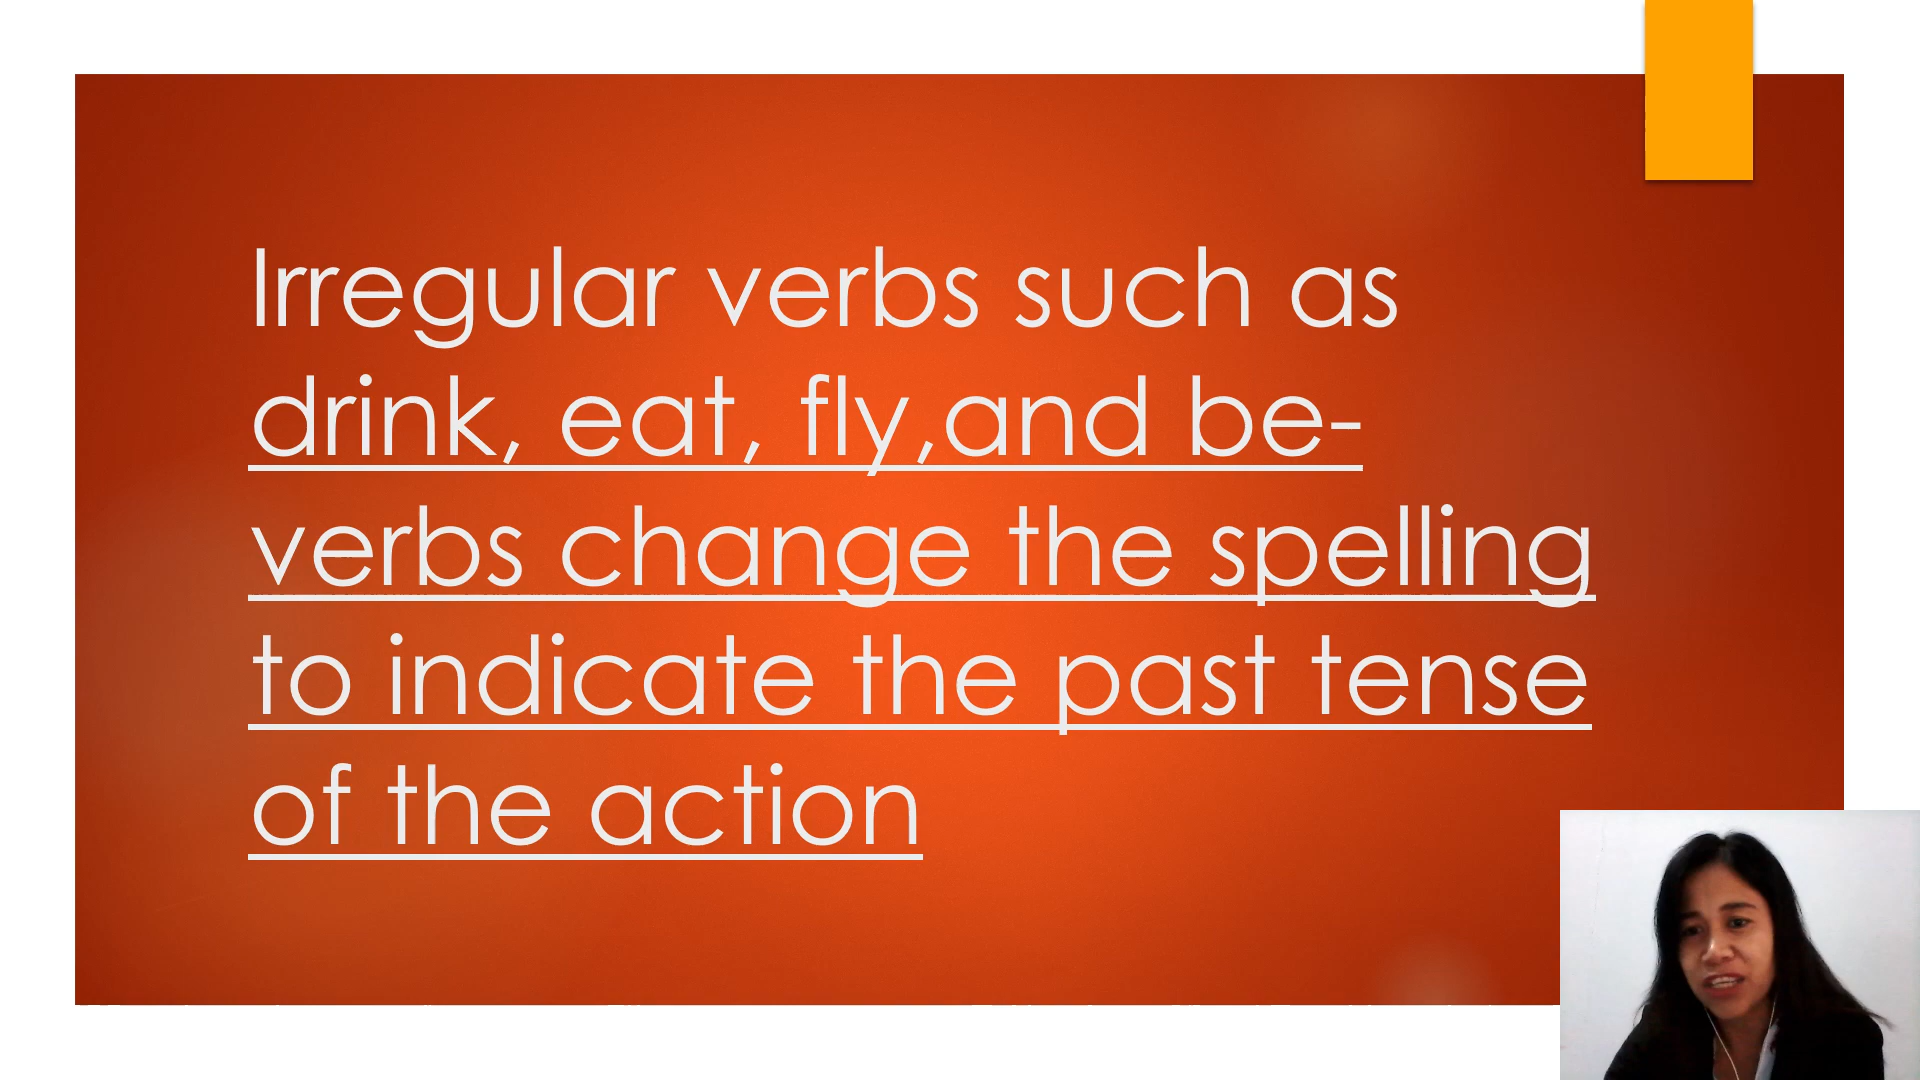 Irregular verbs such as
drink, eat, fly,and be-
verbs change the spelling
to indicate the past tense
of the action